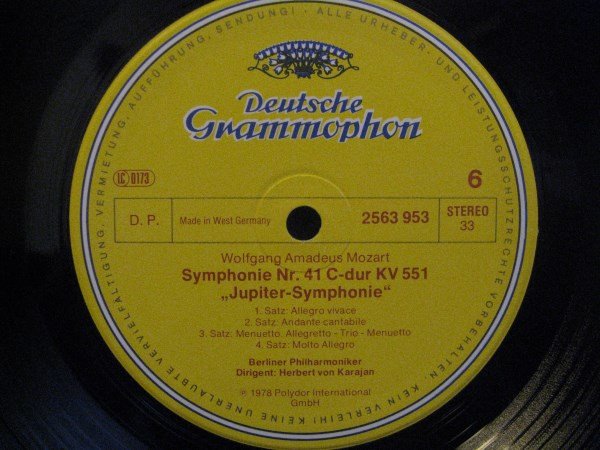 ALLE URHEBER- UND LEISTUNGSSCHUTZRECHTE VORBEHALTEN. · KEIN VERLEIH! KEINE UNERLAUBTE VERVIELFÄLTIGUNG, VERMIETUNG, AUFFÜHRUNG, SENDUNG! ·
Deutsche
Grammophon
LC 0173
6
D. P.
Made in West Germany
2563 953
STEREO
33
Wolfgang Amadeus Mozart
Symphonie Nr. 41 C-dur KV 551
„Jupiter-Symphonie“
1. Satz: Allegro vivace
2. Satz: Andante cantabile
3. Satz: Menuetto. Allegretto - Trio - Menuetto
4. Satz: Molto Allegro
Berliner Philharmoniker
Dirigent: Herbert von Karajan
℗ 1978 Polydor International
GmbH